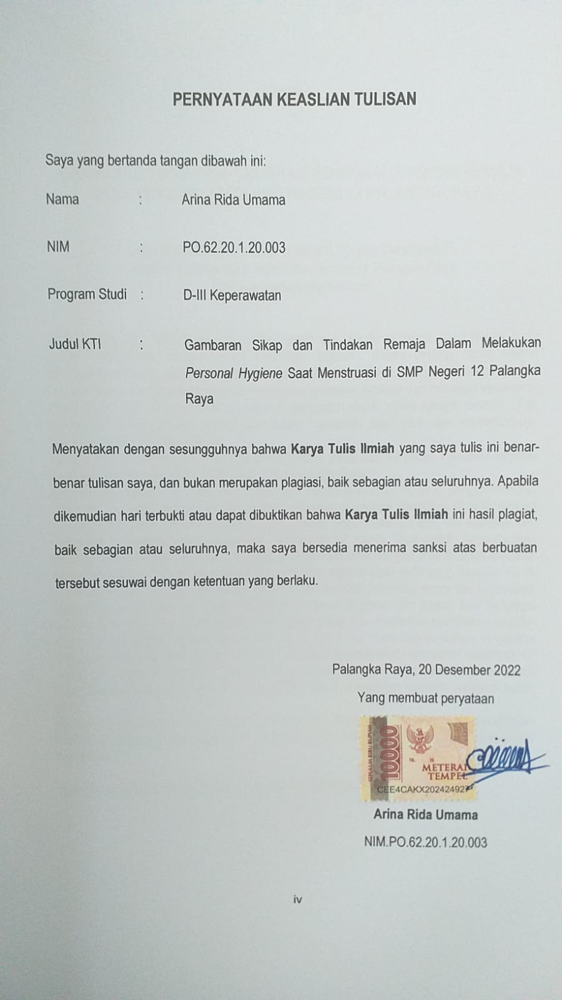 PERNYATAAN KEASLIAN TULISAN
Saya yang bertanda tangan dibawah ini:
Nama : Arina Rida Umama
NIM : PO.62.20.1.20.003
Program Studi : D-III Keperawatan
Judul KTI : Gambaran Sikap dan Tindakan Remaja Dalam Melakukan
Personal Hygiene Saat Menstruasi di SMP Negeri 12 Palangka
Raya
Menyatakan dengan sesungguhnya bahwa Karya Tulis Ilmiah yang saya tulis ini benar-
benar tulisan saya, dan bukan merupakan plagiasi, baik sebagian atau seluruhnya. Apabila
dikemudian hari terbukti atau dapat dibuktikan bahwa Karya Tulis Ilmiah ini hasil plagiat,
baik sebagian atau seluruhnya, maka saya bersedia menerima sanksi atas berbuatan
tersebut sesuwai dengan ketentuan yang berlaku.
Palangka Raya, 20 Desember 2022
Yang membuat peryataan
SEPULUH RIBU RUPIAH
10000
TGL. 20
METERAI
TEMPEL
CEE4CAKX202424927
Arina Rida Umama
NIM.PO.62.20.1.20.003
iv